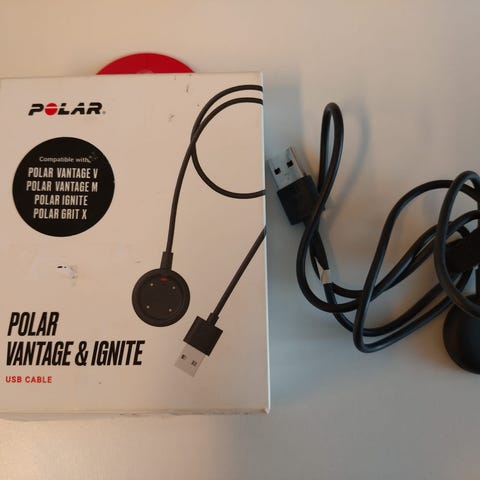 POLAR
Compatible with:
POLAR VANTAGE V
POLAR VANTAGE M
POLAR IGNITE
POLAR GRIT X
POLAR
VANTAGE & IGNITE
USB CABLE